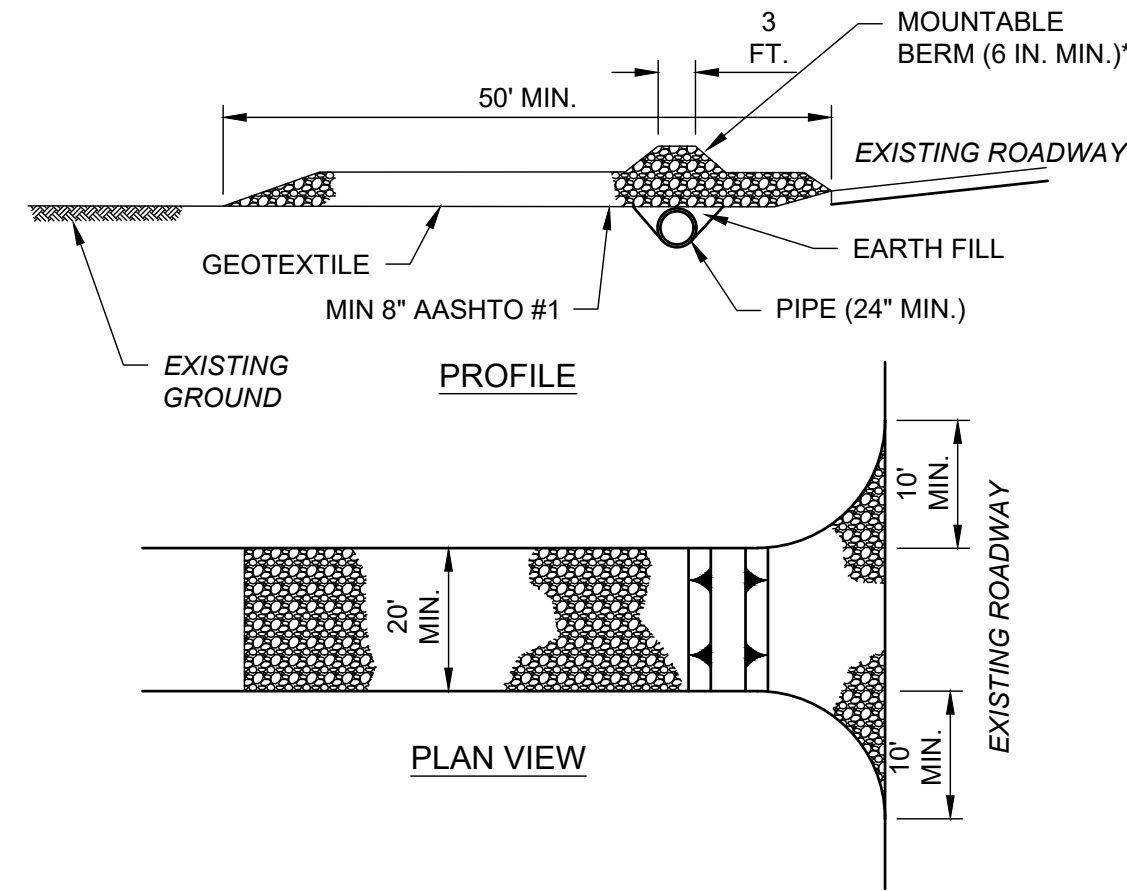 3
FT.
MOUNTABLE
BERM (6 IN. MIN.)*
50' MIN.
EXISTING ROADWAY
GEOTEXTILE
EARTH FILL
MIN 8" AASHTO #1
PIPE (24" MIN.)
EXISTING
GROUND
PROFILE
10'
MIN.
EXISTING ROADWAY
20'
MIN.
10'
MIN.
PLAN VIEW